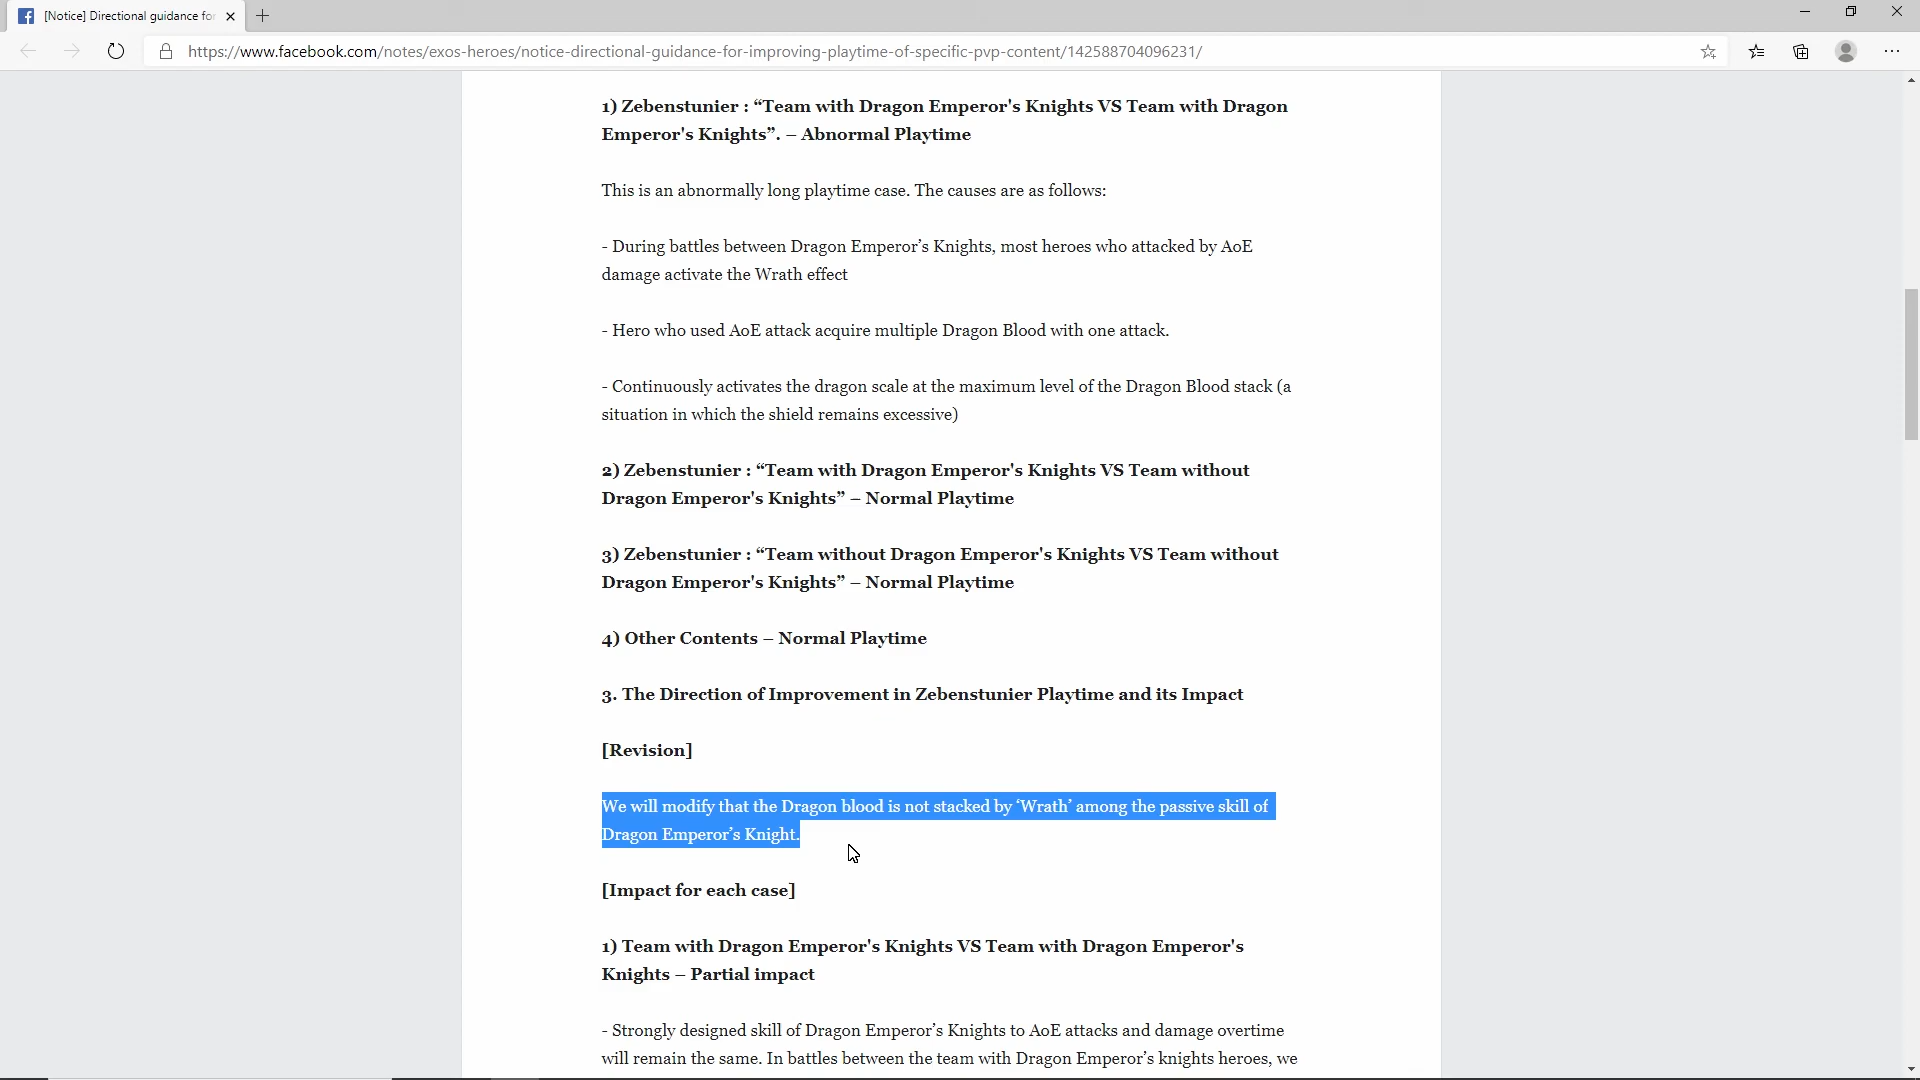 [Notice] Directional guidance for
https://www.facebook.com/notes/exos-heroes/notice-directional-guidance-for-improving-playtime-of-specific-pvp-content/142588704096231/
1) Zebenstunier : “Team with Dragon Emperor's Knights VS Team with Dragon
Emperor's Knights”. – Abnormal Playtime
This is an abnormally long playtime case. The causes are as follows:
- During battles between Dragon Emperor’s Knights, most heroes who attacked by AoE
damage activate the Wrath effect
- Hero who used AoE attack acquire multiple Dragon Blood with one attack.
- Continuously activates the dragon scale at the maximum level of the Dragon Blood stack (a
situation in which the shield remains excessive)
2) Zebenstunier : “Team with Dragon Emperor's Knights VS Team without
Dragon Emperor's Knights” – Normal Playtime
3) Zebenstunier : “Team without Dragon Emperor's Knights VS Team without
Dragon Emperor's Knights” – Normal Playtime
4) Other Contents – Normal Playtime
3. The Direction of Improvement in Zebenstunier Playtime and its Impact
[Revision]
We will modify that the Dragon blood is not stacked by ‘Wrath’ among the passive skill of
Dragon Emperor’s Knight.
[Impact for each case]
1) Team with Dragon Emperor's Knights VS Team with Dragon Emperor's
Knights – Partial impact
- Strongly designed skill of Dragon Emperor’s Knights to AoE attacks and damage overtime
will remain the same. In battles between the team with Dragon Emperor’s knights heroes, we